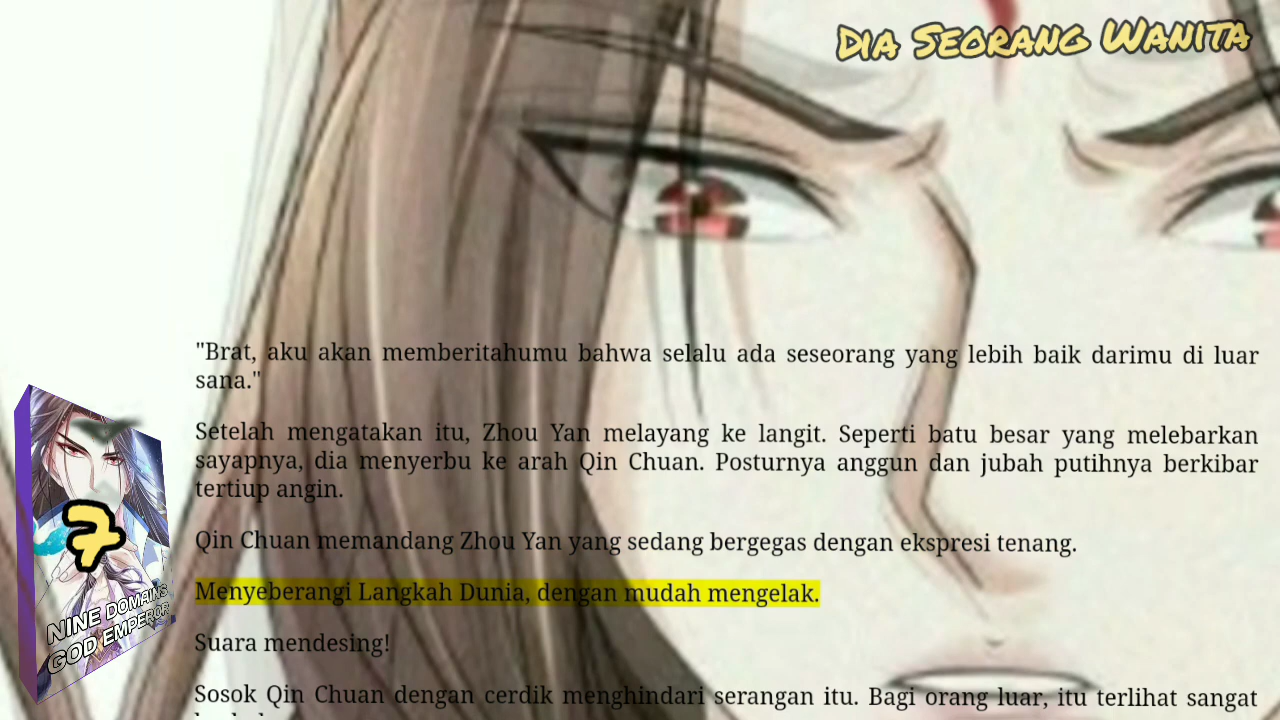 Dia Seorang Wanita
"Brat, aku akan memberitahumu bahwa selalu ada seseorang yang lebih baik darimu di luar
sana."
Setelah mengatakan itu, Zhou Yan melayang ke langit. Seperti batu besar yang melebarkan
sayapnya, dia menyerbu ke arah Qin Chuan. Posturnya anggun dan jubah putihnya berkibar
tertiup angin.
Qin Chuan memandang Zhou Yan yang sedang bergegas dengan ekspresi tenang.
Menyeberangi Langkah Dunia, dengan mudah mengelak.
Suara mendesing!
Sosok Qin Chuan dengan cerdik menghindari serangan itu. Bagi orang luar, itu terlihat sangat
7
NINE DOMAINS
GOD EMPEROR